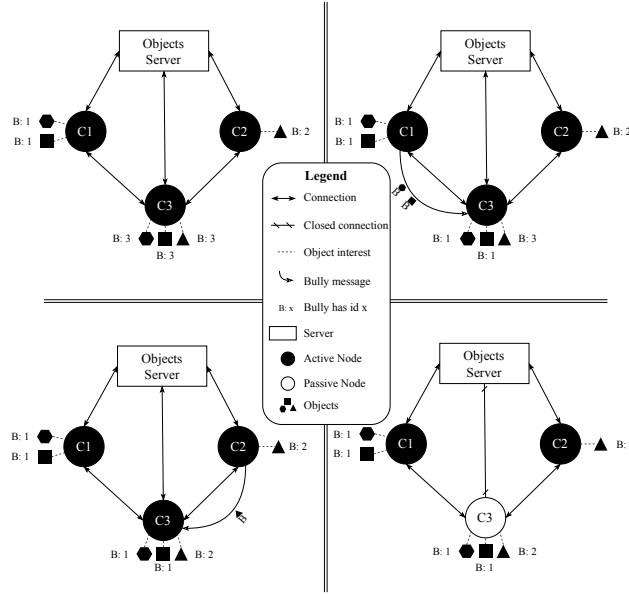 Objects
Server
B: 1
B: 1
C1
C2
B: 2
C3
B: 3
B: 3
B: 3
Objects
Server
B: 1
B: 1
C1
C2
B: 2
B
B
C3
B: 1
B: 3
B: 1
Legend
Connection
Closed connection
Object interest
Bully message
B: x Bully has id x
Server
Active Node
Passive Node
Objects
Objects
Server
B: 1
B: 1
C1
C2
B: 2
B
C3
B: 1
B: 2
B: 1
Objects
Server
B: 1
B: 1
C1
C2
B:
C3
B: 1
B: 2
B: 1